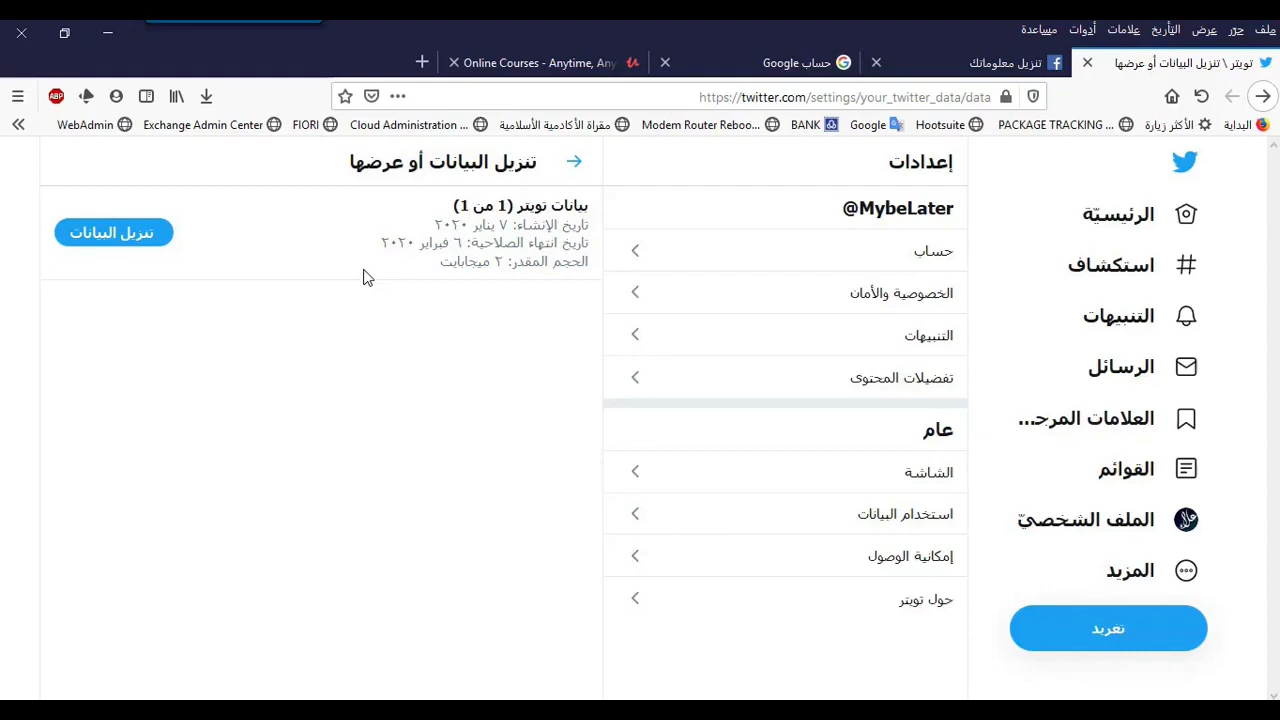 ملف حرّر عرض التأريخ علامات أدوات مساعدة
تويتر \ تنزيل البيانات أو عرضها
تنزيل معلوماتك
حساب Google
Online Courses - Anytime, Any
https://twitter.com/settings/your_twitter_data/data
البداية
الأكثر زيارة
PACKAGE TRACKING ...
Hootsuite
Google
BANK
Modem Router Reboo...
مقرأة الأكاديمية الأسلامية
Cloud Administration ...
FIORI
Exchange Admin Center
WebAdmin
ABP
الرئيسيّة
استكشاف
التنبيهات
الرسائل
العلامات المرجـ...
القوائم
الملف الشخصيّ
المزيد
تغريد
إعدادات
@MybeLater
حساب
الخصوصية والأمان
التنبيهات
تفضيلات المحتوى
عام
الشاشة
استخدام البيانات
إمكانية الوصول
حول تويتر
تنزيل البيانات أو عرضها
بيانات تويتر (1 من 1)
تاريخ الإنشاء: ٧ يناير ٢٠٢٠
تاريخ انتهاء الصلاحية: ٦ فبراير ٢٠٢٠
الحجم المقدر: ٢ ميجابايت
تنزيل البيانات